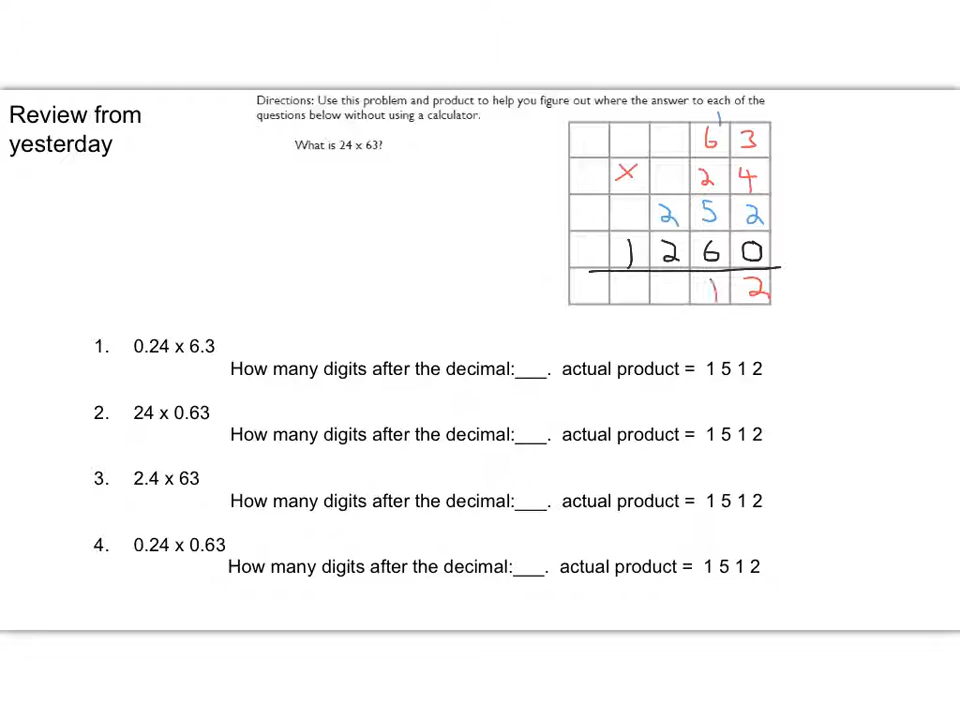 Review from
yesterday
Directions: Use this problem and product to help you figure out where the answer to each of the
questions below without using a calculator.
What is 24 x 63?
1
6 3
x 2 4
2 5 2
1 2 6 0
1 2
1. 0.24 x 6.3
How many digits after the decimal:___. actual product = 1 5 1 2
2. 24 x 0.63
How many digits after the decimal:___. actual product = 1 5 1 2
3. 2.4 x 63
How many digits after the decimal:___. actual product = 1 5 1 2
4. 0.24 x 0.63
How many digits after the decimal:___. actual product = 1 5 1 2